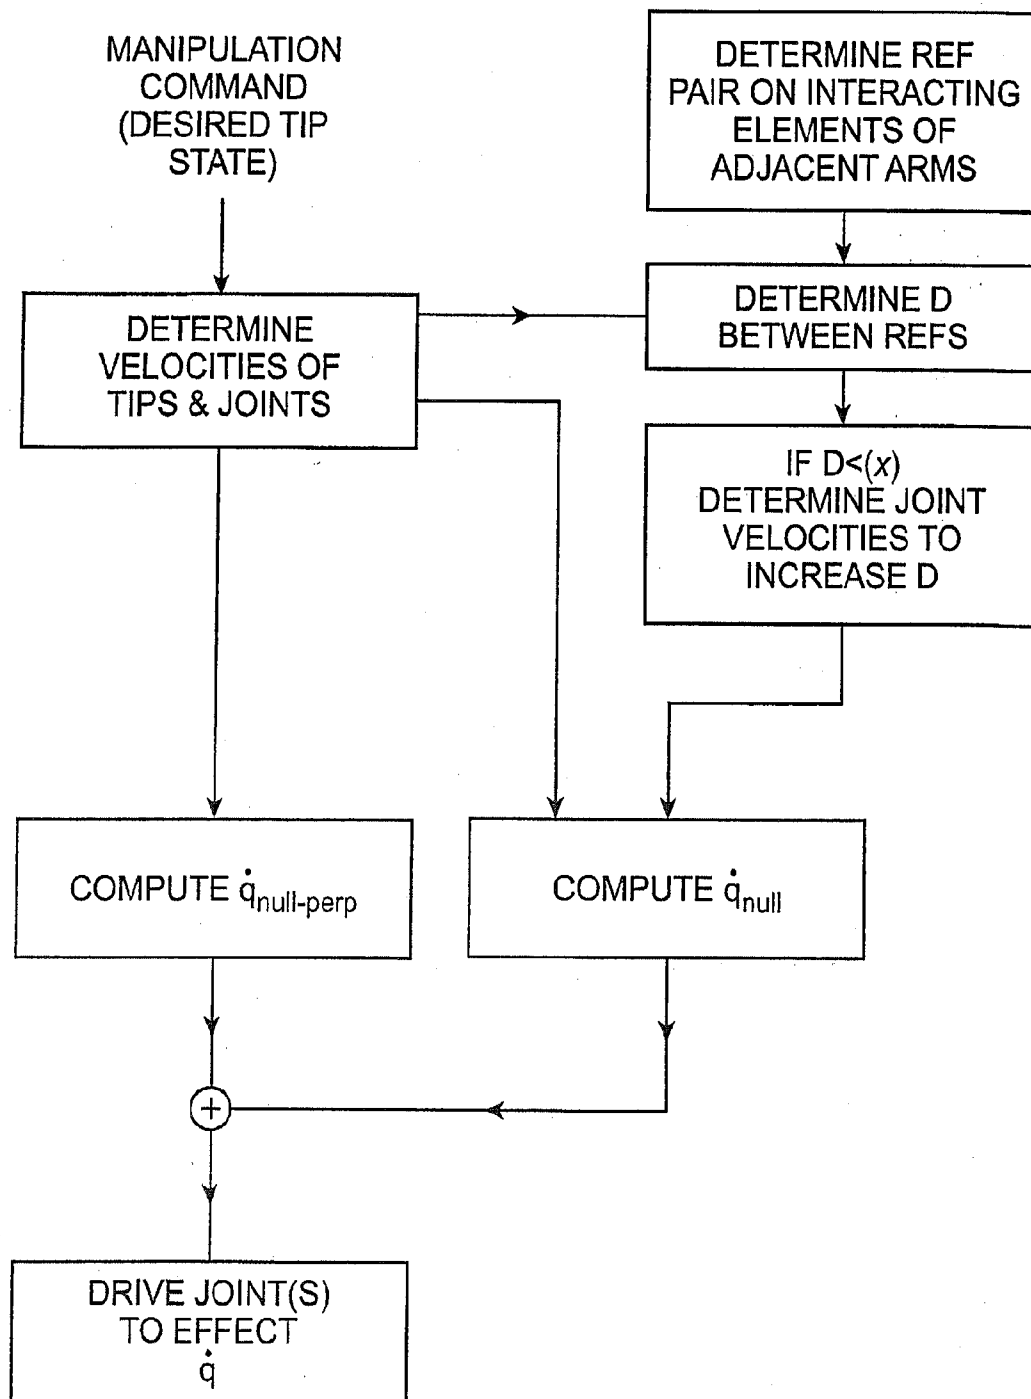 MANIPULATION
COMMAND
(DESIRED TIP
STATE)
DETERMINE REF
PAIR ON INTERACTING
ELEMENTS OF
ADJACENT ARMS
DETERMINE
VELOCITIES OF
TIPS & JOINTS
DETERMINE D
BETWEEN REFS
IF D<(x)
DETERMINE JOINT
VELOCITIES TO
INCREASE D
COMPUTE q̇null-perp
COMPUTE q̇null
+
DRIVE JOINT(S)
TO EFFECT
q̇